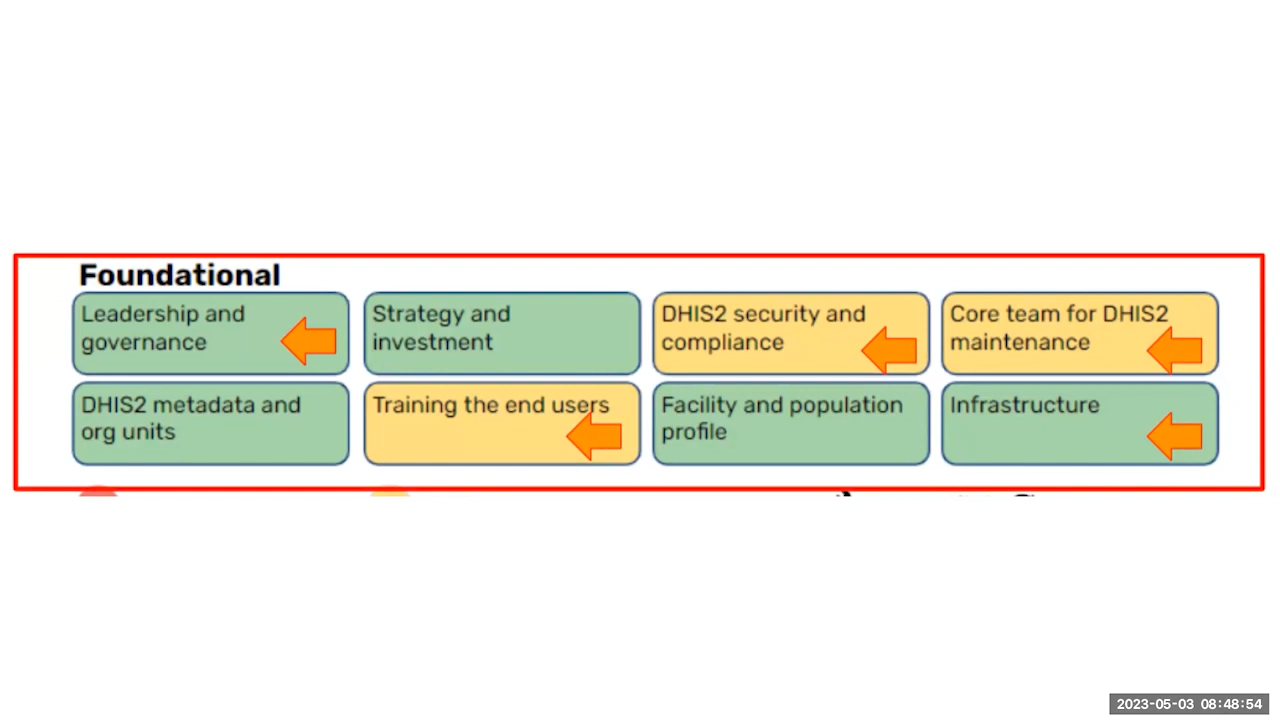 Foundational
Leadership and
governance
Strategy and
investment
DHIS2 security and
compliance
Core team for DHIS2
maintenance
DHIS2 metadata and
org units
Training the end users
Facility and population
profile
Infrastructure
2023-05-03 08:48:54